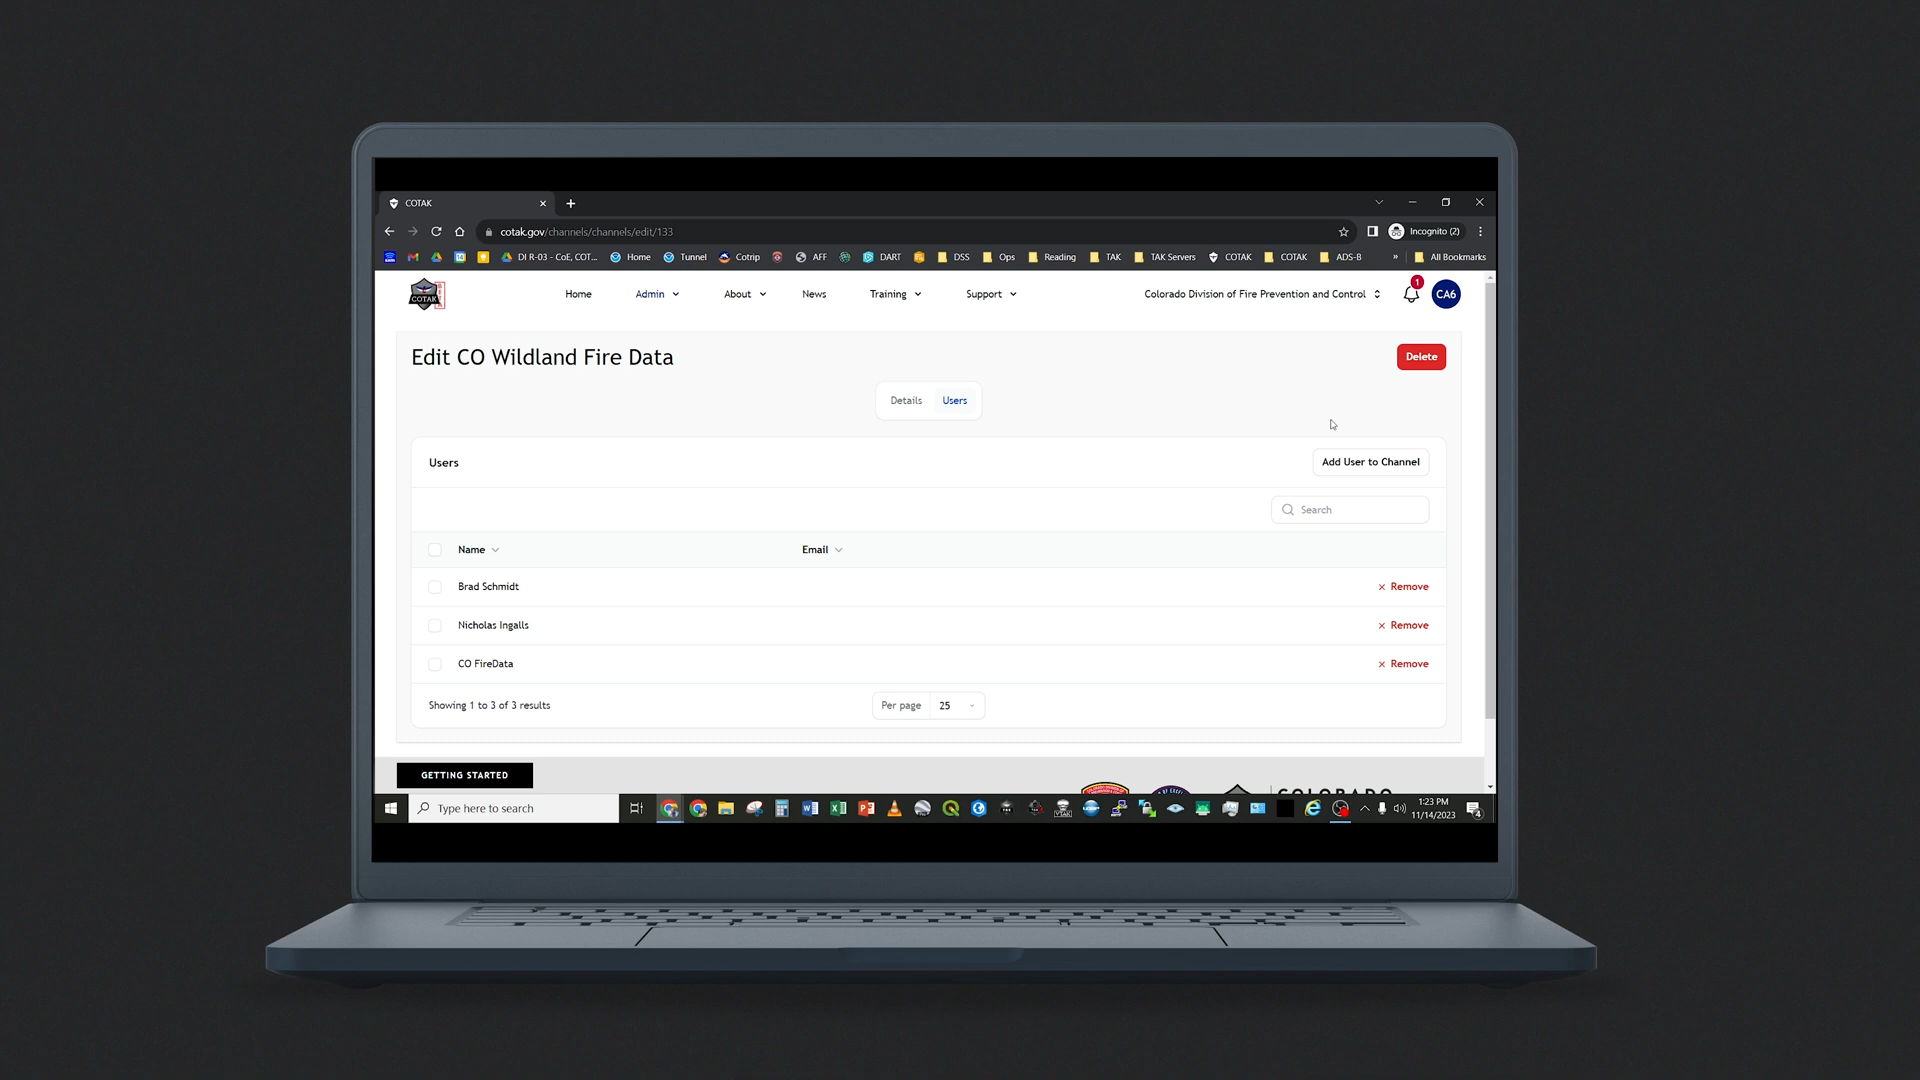 COTAK
cotak.gov/channels/channels/edit/133
Incognito (2)
DI R-03 - CoE, COT...
Home
Tunnel
Cotrip
AFF
DART
DSS
Ops
Reading
TAK
TAK Servers
COTAK
COTAK
ADS-B
»
All Bookmarks
COTAK
Home
Admin
About
News
Training
Support
Colorado Division of Fire Prevention and Control
1
CA6
Edit CO Wildland Fire Data
Delete
Details
Users
Users
Add User to Channel
Search
Name
Email
Brad Schmidt
Remove
Nicholas Ingalls
Remove
CO FireData
Remove
Showing 1 to 3 of 3 results
Per page
25
GETTING STARTED
COLORADO
Type here to search
1:23 PM
11/14/2023
4